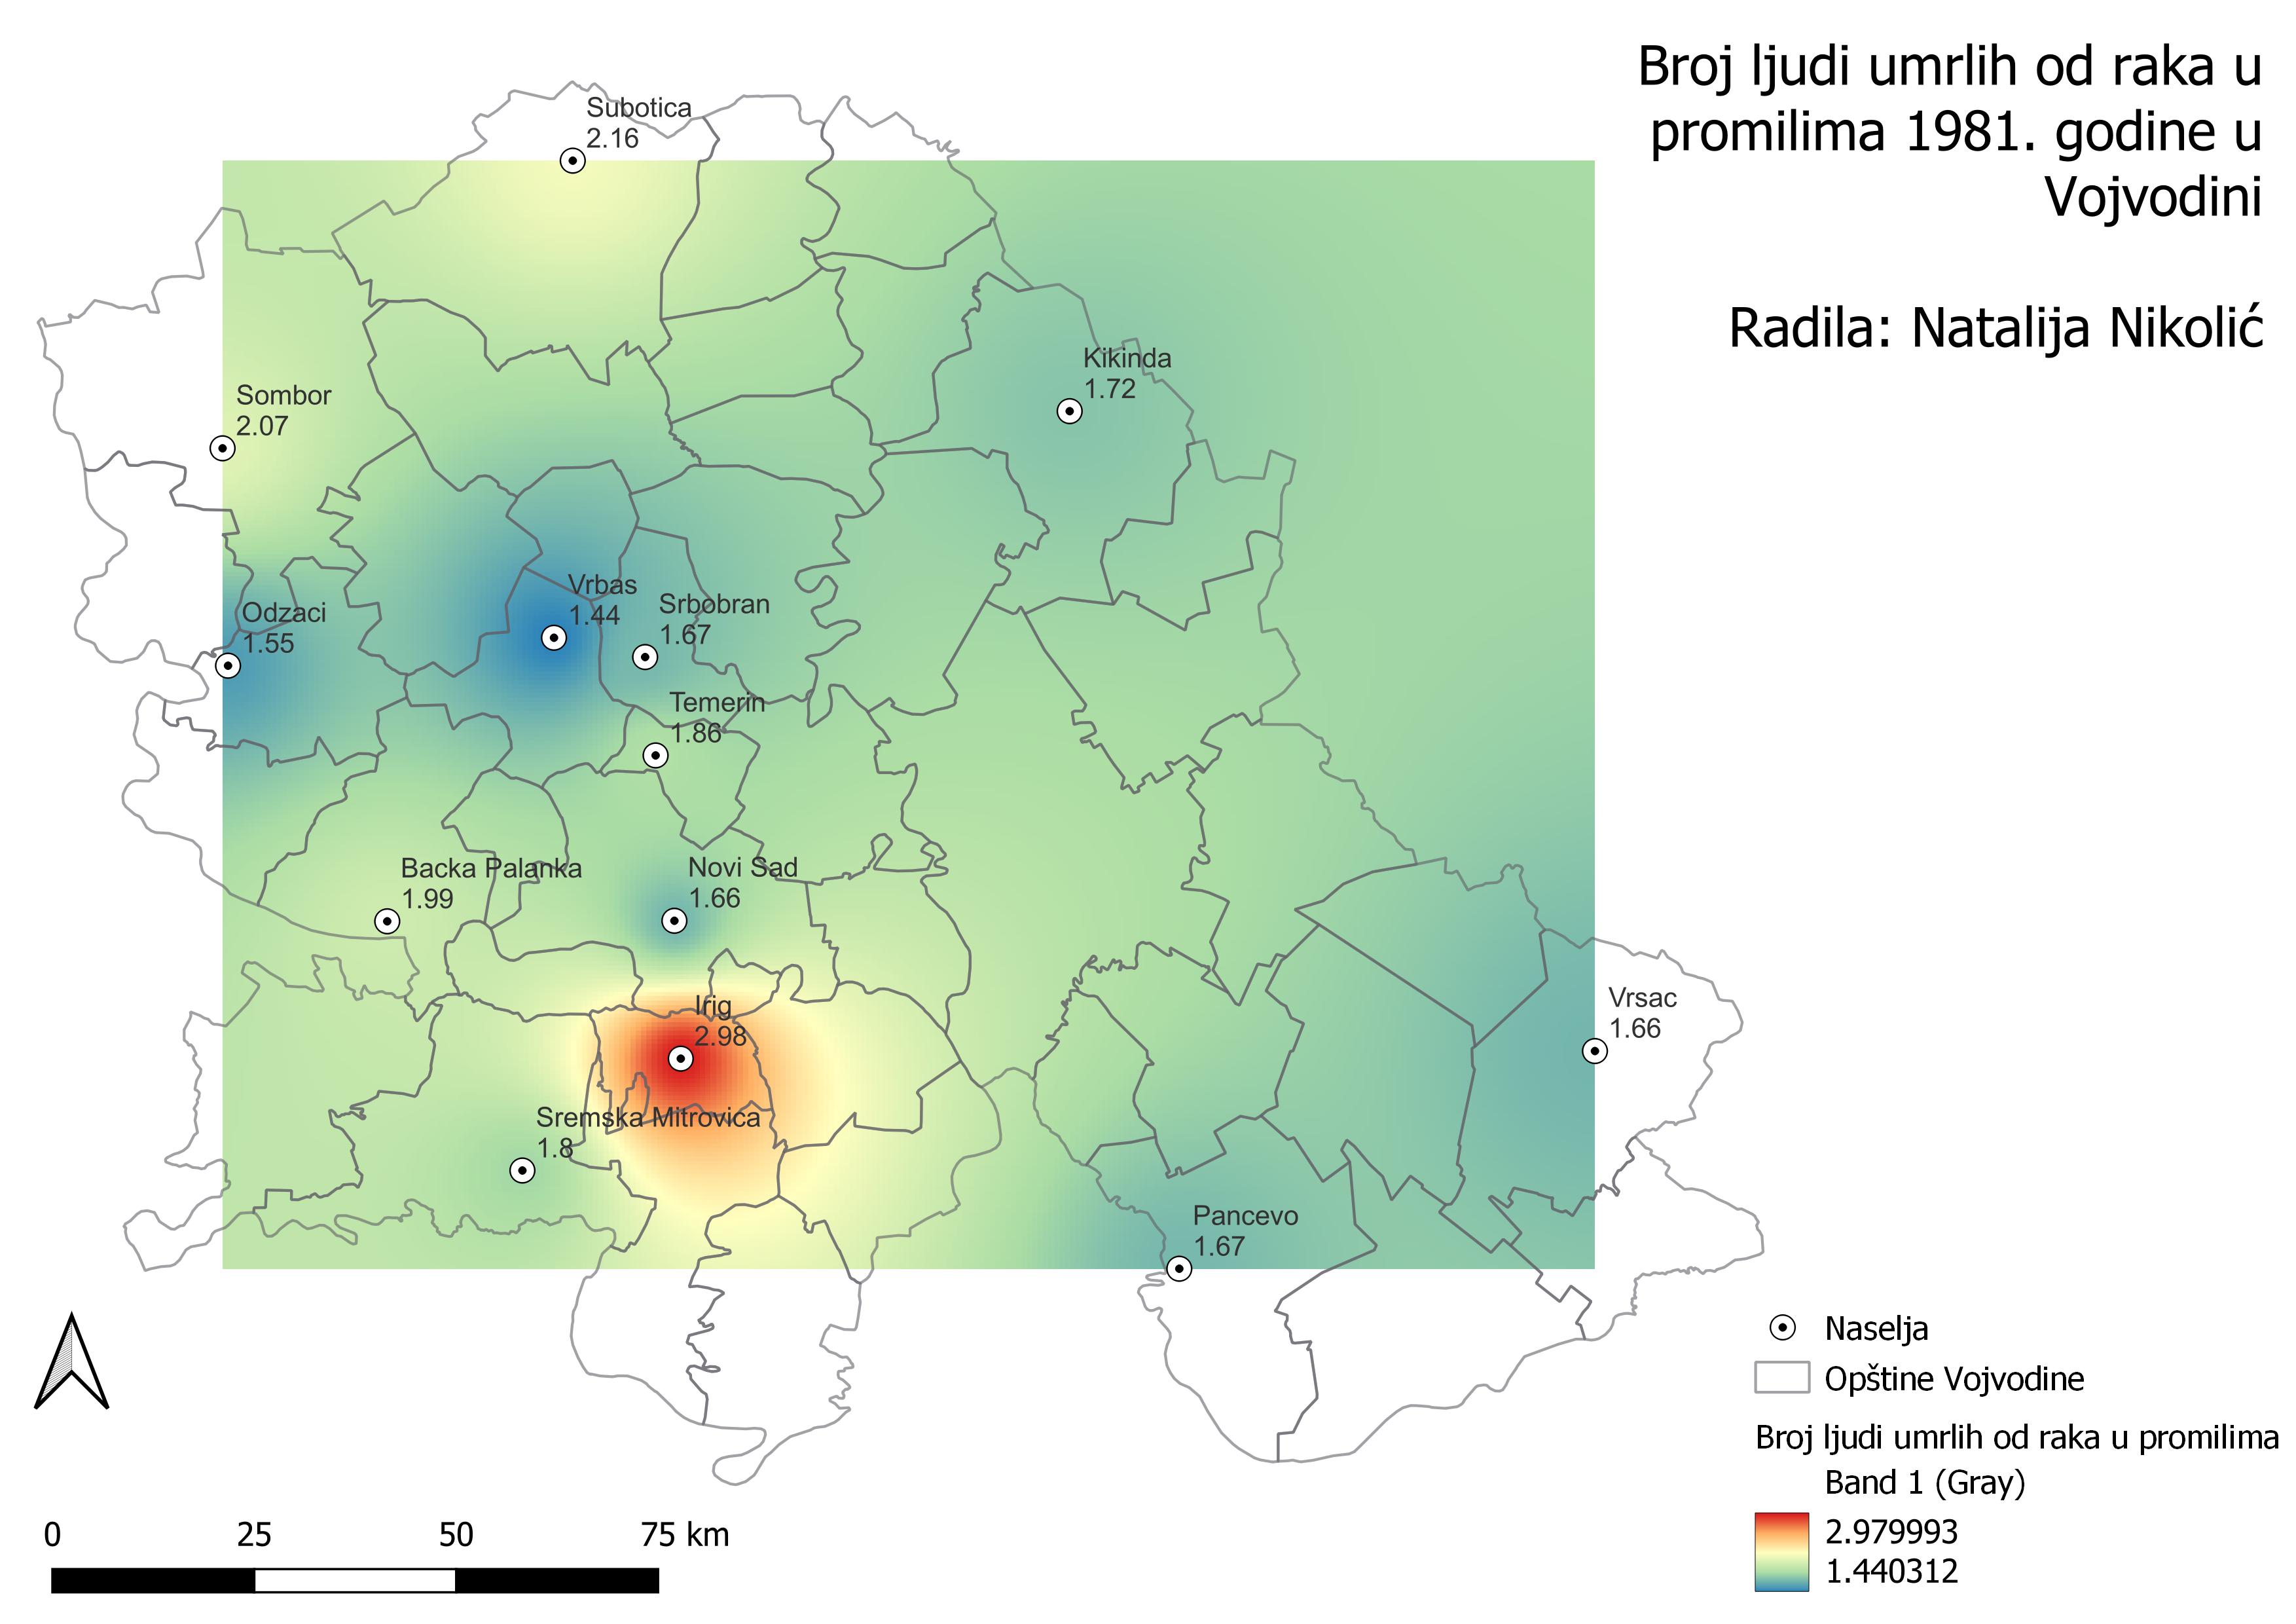 Broj ljudi umrlih od raka u
promilima 1981. godine u
Vojvodini
Radila: Natalija Nikolić
Subotica
2.16
Kikinda
1.72
Sombor
2.07
Vrbas
1.44
Srbobran
1.67
Odzaci
1.55
Temerin
1.86
Backa Palanka
1.99
Novi Sad
1.66
Irig
2.98
Vrsac
1.66
Sremska Mitrovica
1.8
Pancevo
1.67
Naselja
Opštine Vojvodine
Broj ljudi umrlih od raka u promilima
Band 1 (Gray)
2.979993
1.440312
0 25 50 75 km